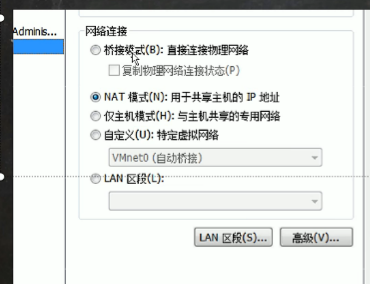 Adminis...
网络连接
桥接模式(B): 直接连接物理网络
复制物理网络连接状态(P)
NAT 模式(N): 用于共享主机的 IP 地址
仅主机模式(H): 与主机共享的专用网络
自定义(U): 特定虚拟网络
VMnet0 (自动桥接)
LAN 区段(L):
LAN 区段(S)... 高级(V)...